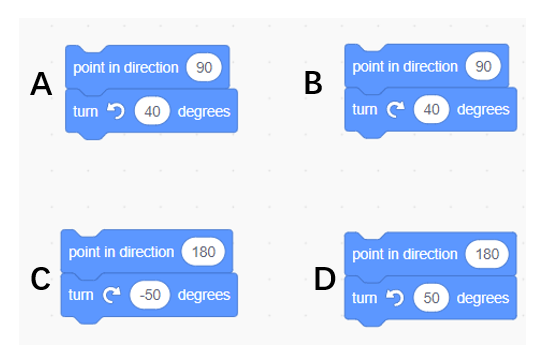 A
point in direction 90
turn 40 degrees
B
point in direction 90
turn 40 degrees
C
point in direction 180
turn -50 degrees
D
point in direction 180
turn 50 degrees